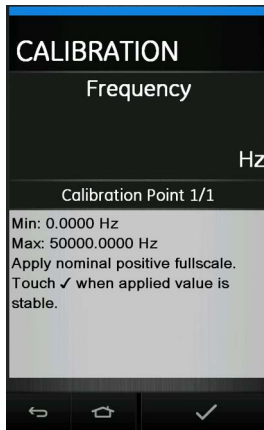 CALIBRATION
Frequency
Hz
Calibration Point 1/1
Min: 0.0000 Hz
Max: 50000.0000 Hz
Apply nominal positive fullscale.
Touch ✓ when applied value is
stable.